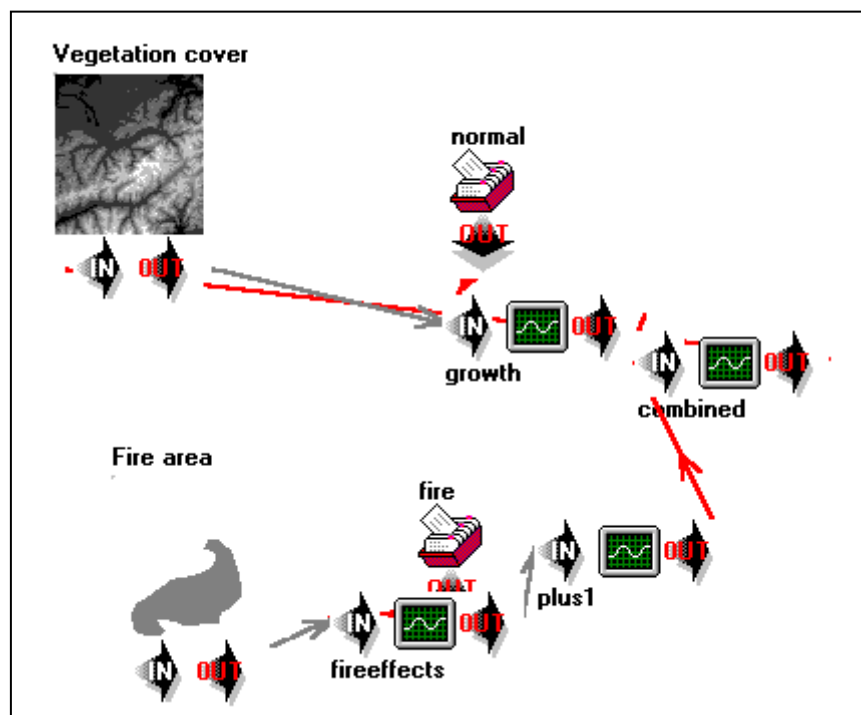 Vegetation cover
normal
OUT
IN OUT
IN OUT
growth
IN OUT
combined
Fire area
fire
OUT
IN OUT
plus1
IN OUT
fireeffects
IN OUT